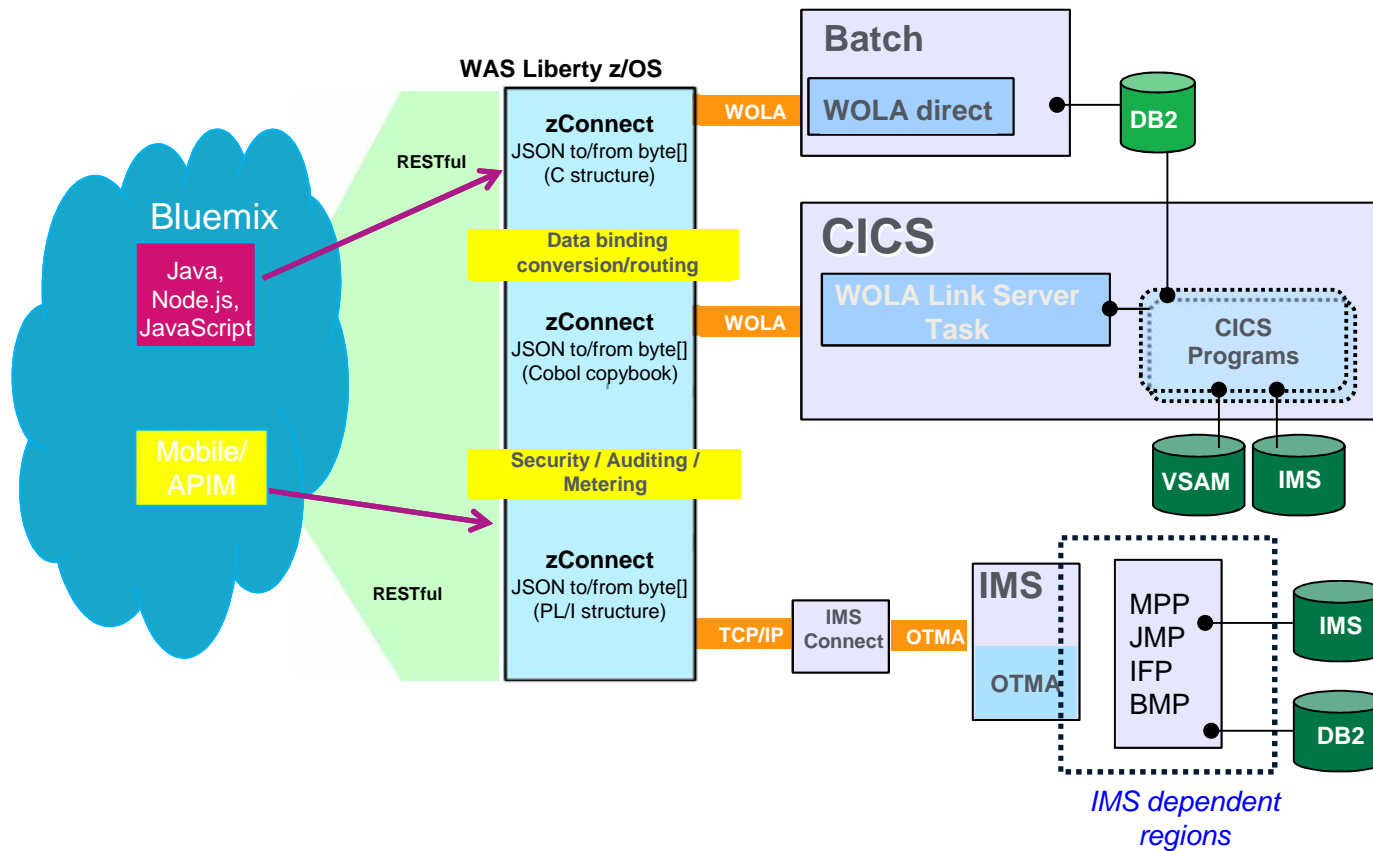 WAS Liberty z/OS
Bluemix
Java,
Node.js,
JavaScript
Mobile/
APIM
RESTful
RESTful
zConnect
JSON to/from byte[]
(C structure)
Data binding
conversion/routing
zConnect
JSON to/from byte[]
(Cobol copybook)
Security / Auditing /
Metering
zConnect
JSON to/from byte[]
(PL/I structure)
WOLA
Batch
WOLA direct
DB2
WOLA
CICS
WOLA Link Server
Task
CICS
Programs
VSAM
IMS
TCP/IP
IMS
Connect
OTMA
IMS
OTMA
MPP
JMP
IFP
BMP
IMS
DB2
IMS dependent
regions